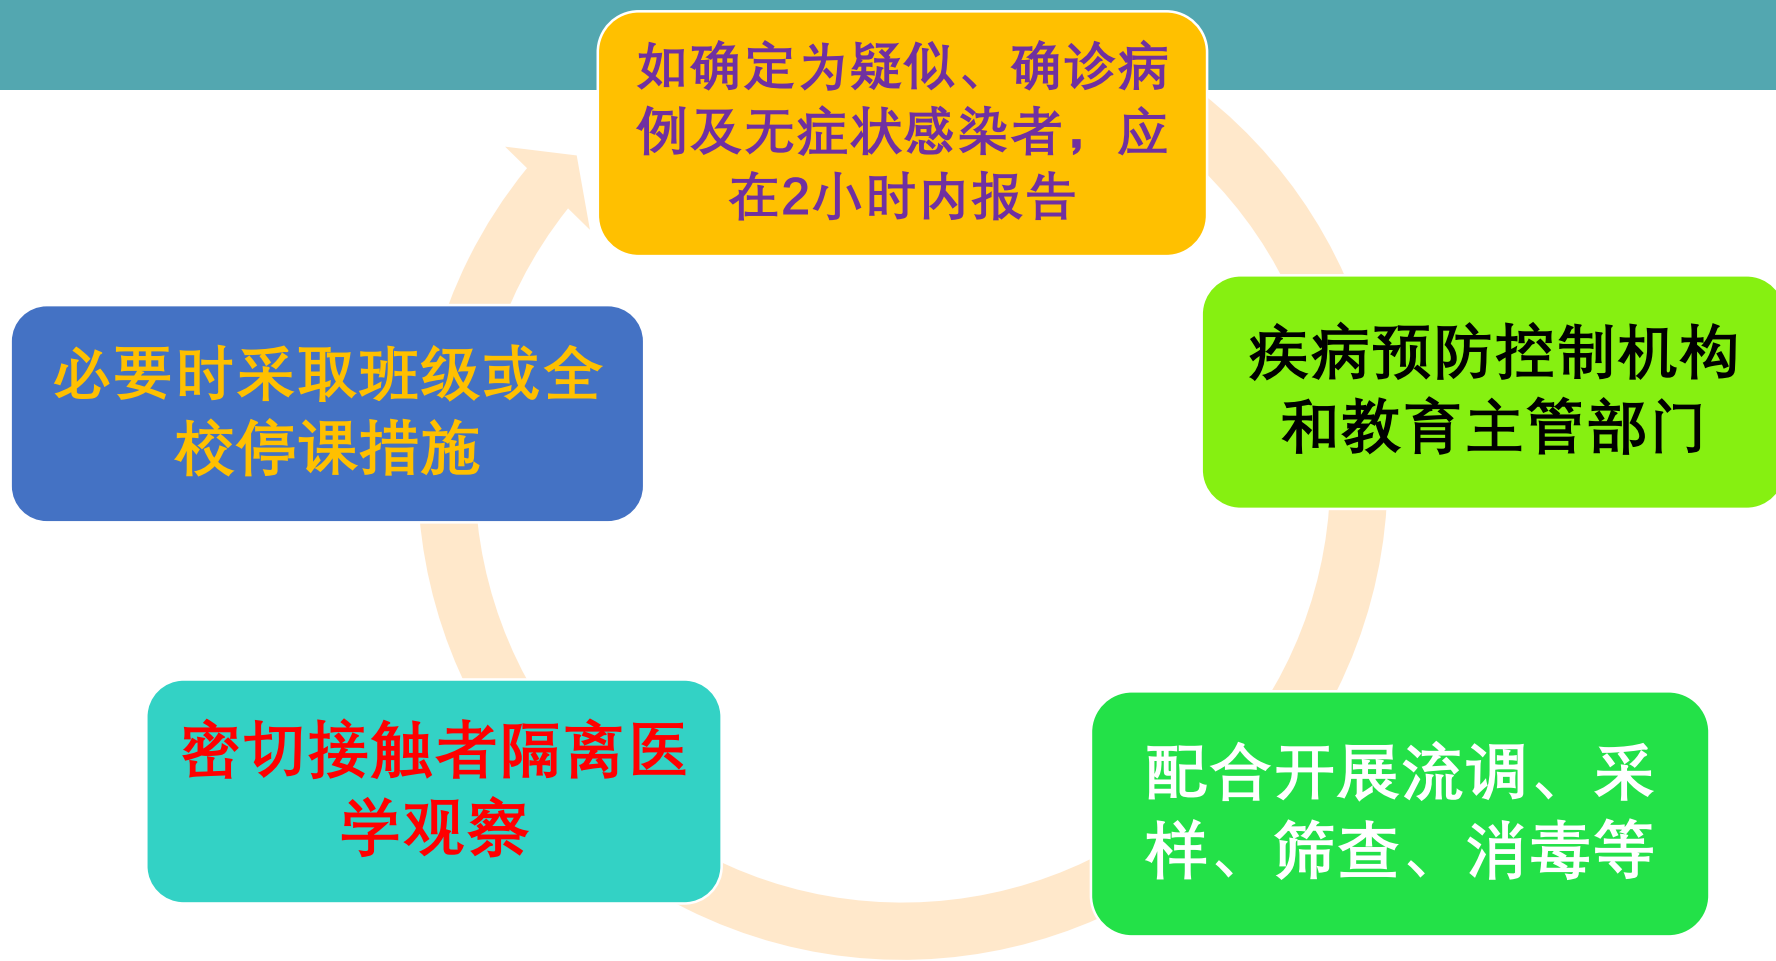 如确定为疑似、确诊病
例及无症状感染者，应
在2小时内报告
疾病预防控制机构
和教育主管部门
配合开展流调、采
样、筛查、消毒等
密切接触者隔离医
学观察
必要时采取班级或全
校停课措施